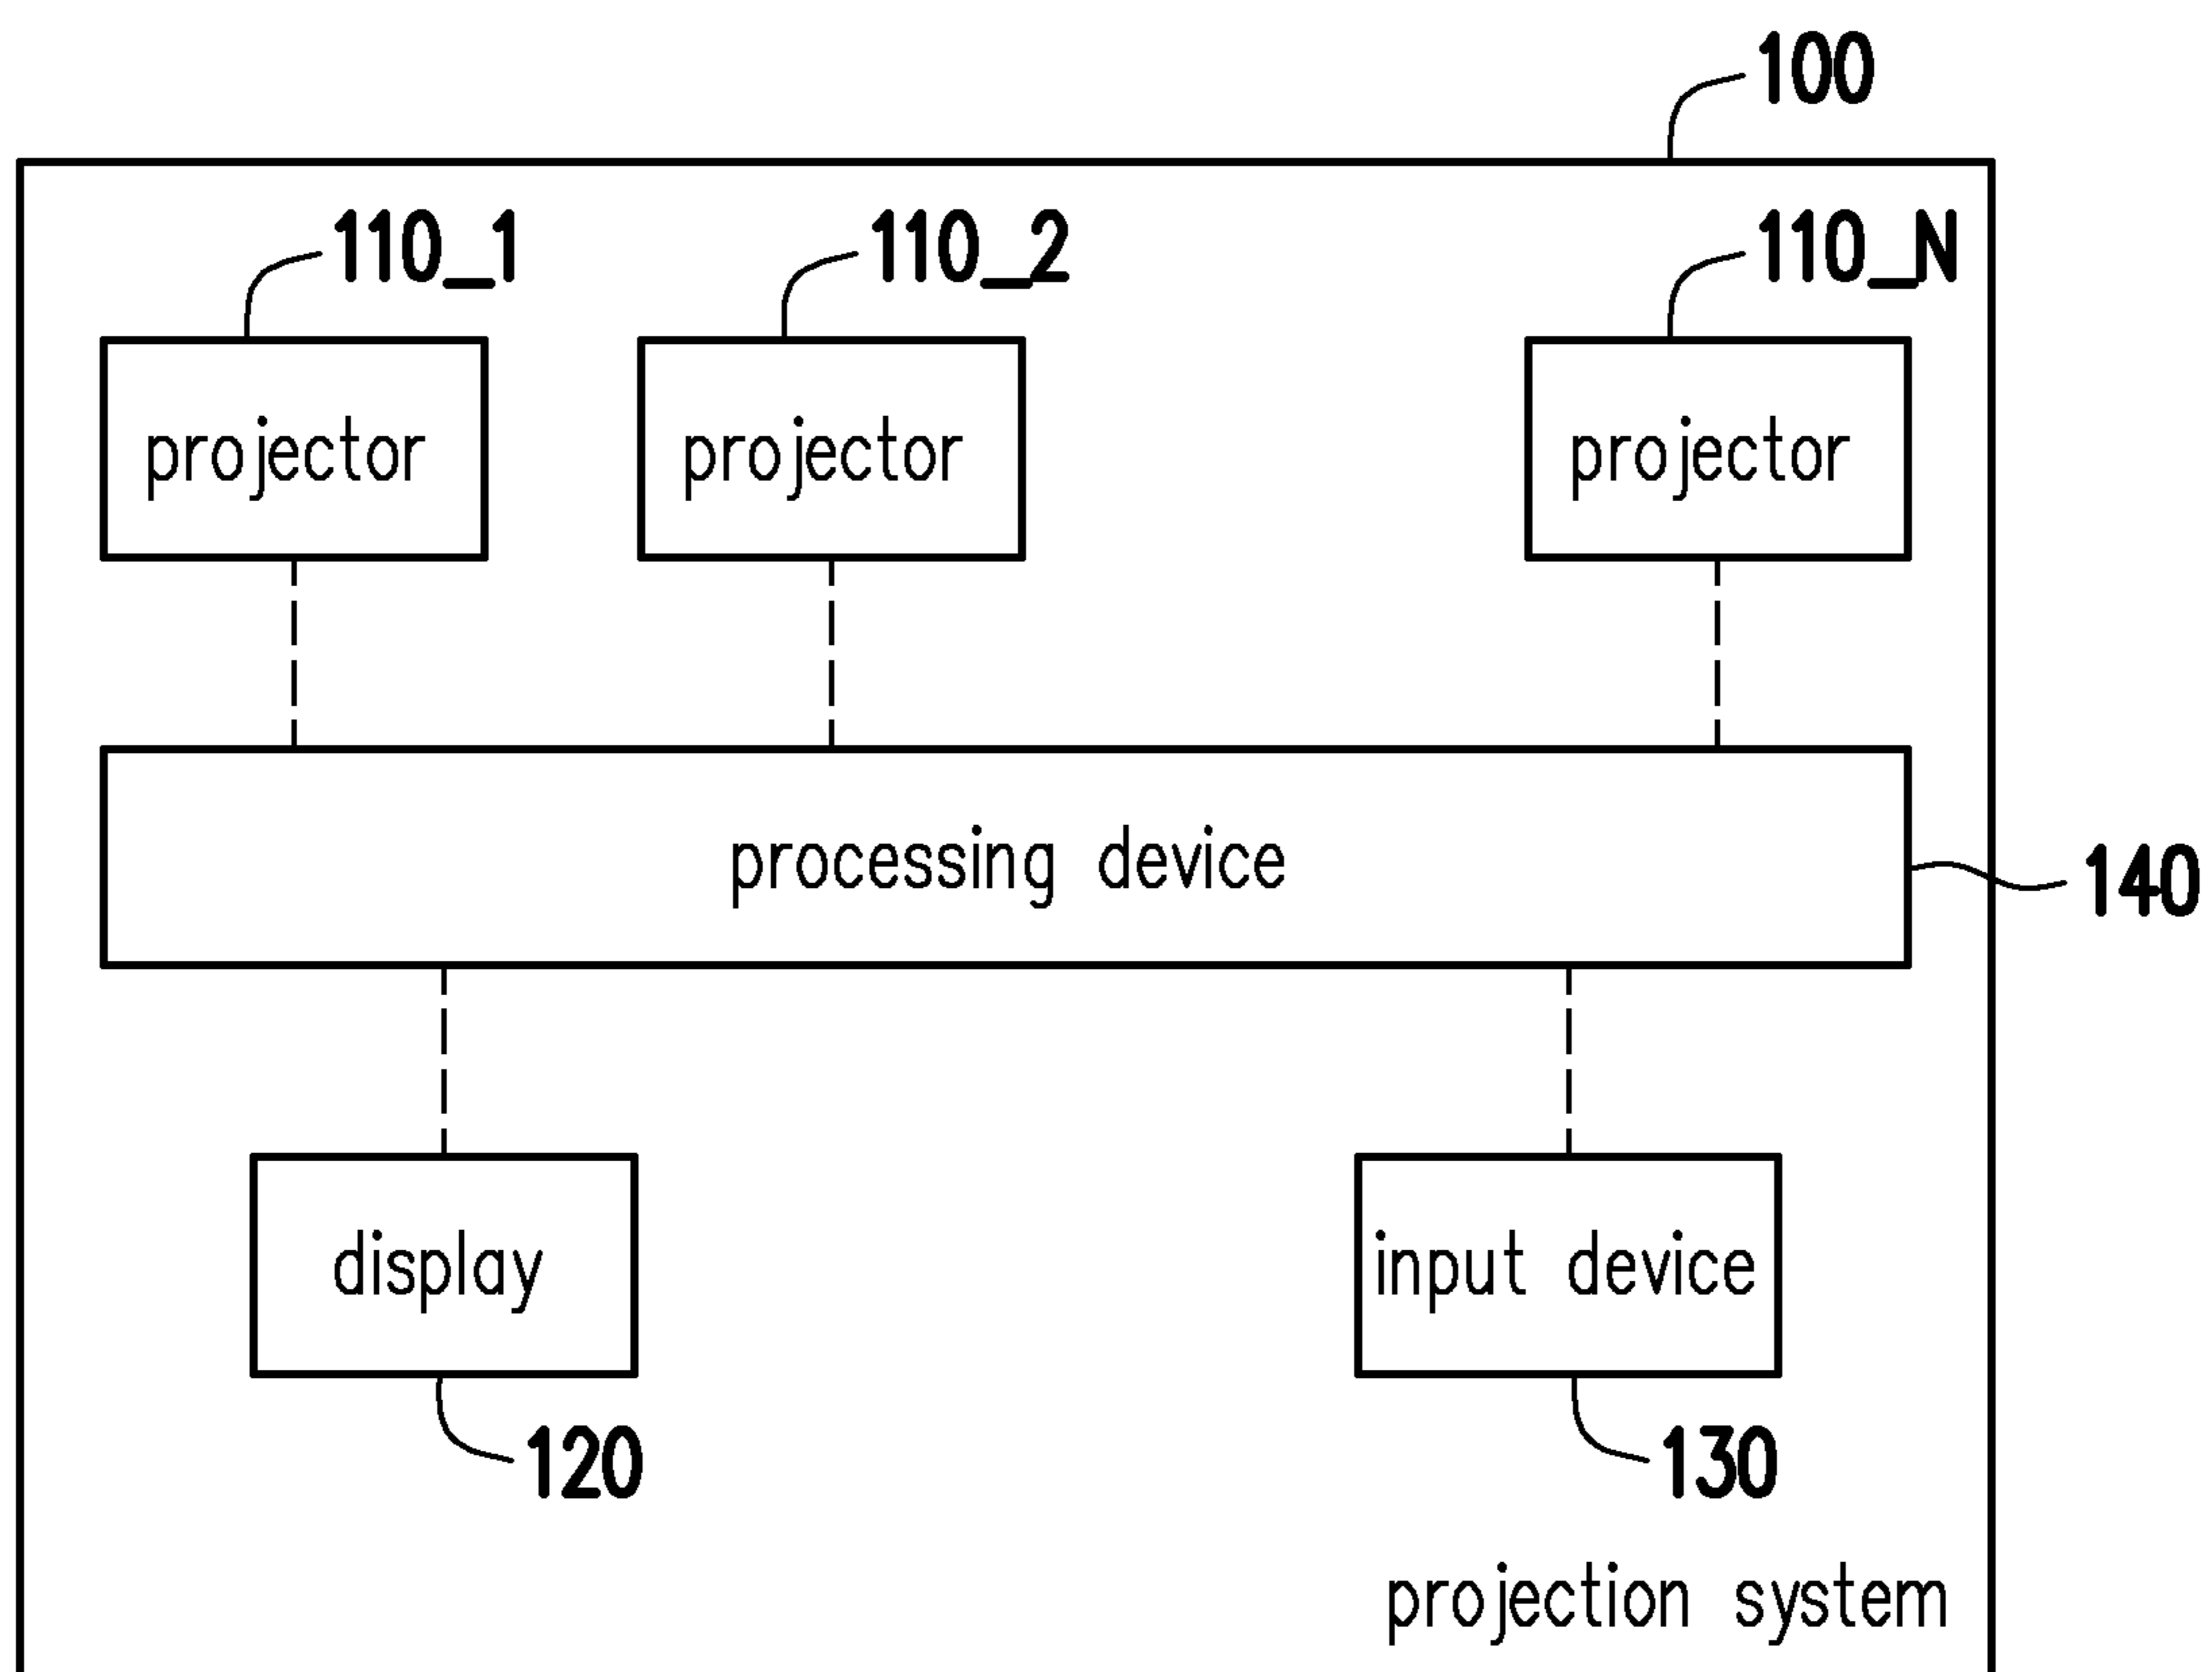 100
110_1
110_2
110_N
projector
projector
projector
processing device
140
display
input device
120
130
projection system